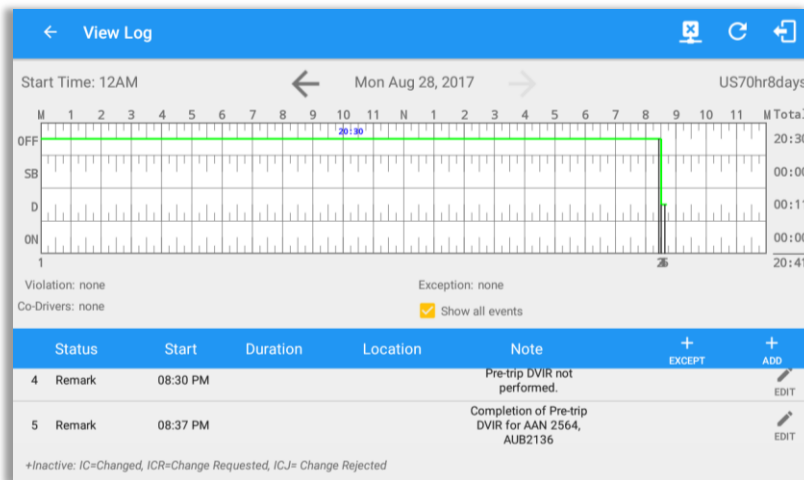 View Log
Start Time: 12AM
Mon Aug 28, 2017
US70hr8days
M 1 2 3 4 5 6 7 8 9 10 11 N 1 2 3 4 5 6 7 8 9 10 11 M Total
OFF 20:30 20:30
SB 00:00
D 00:11
ON 00:00
1 20:41
Violation: none
Exception: none
Co-Drivers: none
Show all events
Status Start Duration Location Note + EXCEPT + ADD
4 Remark 08:30 PM Pre-trip DVIR not
performed.
EDIT
5 Remark 08:37 PM Completion of Pre-trip
DVIR for AAN 2564,
AUB2136
EDIT
+Inactive: IC=Changed, ICR=Change Requested, ICJ= Change Rejected